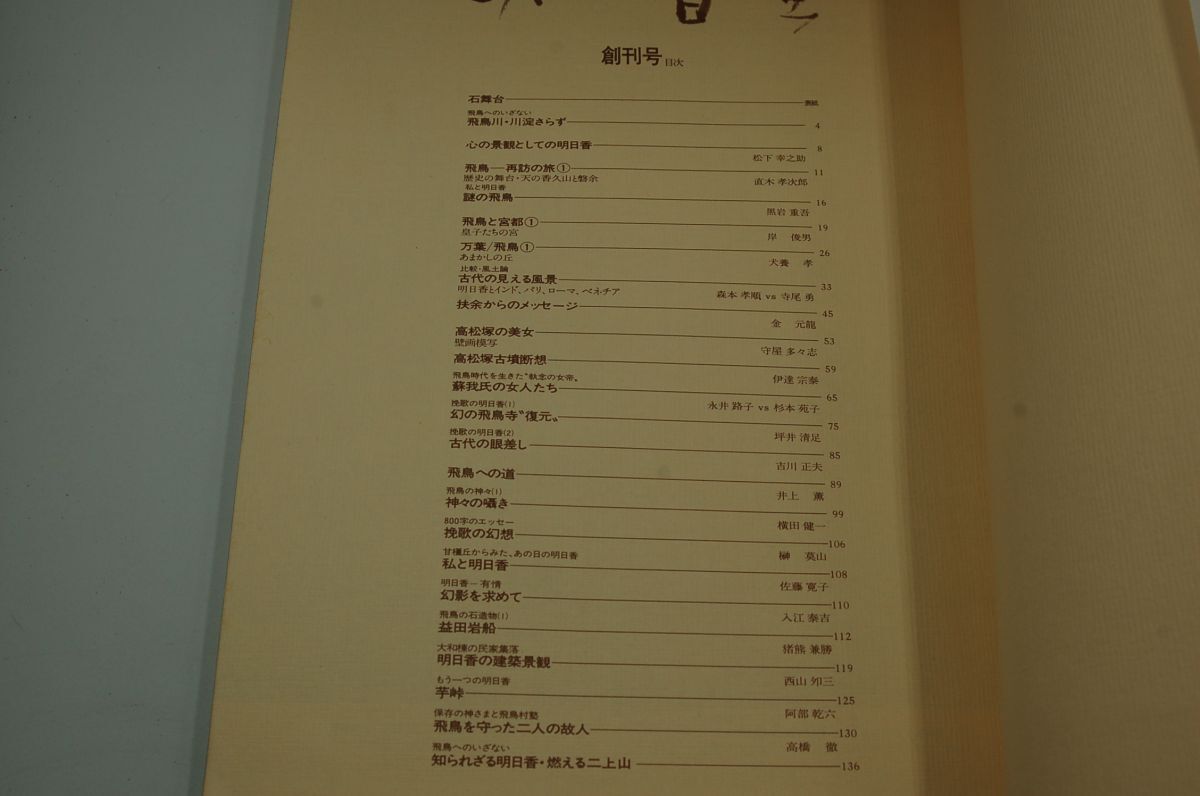 創刊号 目次
石舞台 表紙
飛鳥へのいざない
飛鳥川・川淀さらず 4
心の景観としての明日香 8
松下 幸之助
飛鳥—再訪の旅① 11
歴史の舞台・天の香久山と磐余 直木 孝次郎
私と明日香
謎の飛鳥 16
黒岩 重吾
飛鳥と宮都① 19
皇子たちの宮 岸 俊男
万葉/飛鳥① 26
あまかしの丘 犬養 孝
比較・風土論
古代の見える風景 33
明日香とインド、パリ、ローマ、ベネチア 森本 孝順 vs 寺尾 勇
扶余からのメッセージ 45
金 元龍
高松塚の美女 53
壁画模写 守屋 多々志
高松塚古墳断想 59
伊達 宗泰
飛鳥時代を生きた〝執念の女帝〟
蘇我氏の女人たち 65
永井 路子 vs 杉本 苑子
挽歌の明日香(1)
幻の飛鳥寺〝復元〟 75
坪井 清足
挽歌の明日香(2)
古代の眼差し 85
吉川 正夫
飛鳥への道 89
井上 薫
飛鳥の神々(1)
神々の囁き 99
横田 健一
800字のエッセー
挽歌の幻想 106
榊 莫山
甘橿丘からみた、あの日の明日香
私と明日香 108
佐藤 寛子
明日香—有情
幻影を求めて 110
入江 泰吉
飛鳥の石造物(1)
益田岩船 112
猪熊 兼勝
大和棟の民家集落
明日香の建築景観 119
西山 夘三
もう一つの明日香
芋峠 125
阿部 乾六
保存の神さまと飛鳥村塾
飛鳥を守った二人の故人 130
高橋 徹
飛鳥へのいざない
知られざる明日香・燃える二上山 136